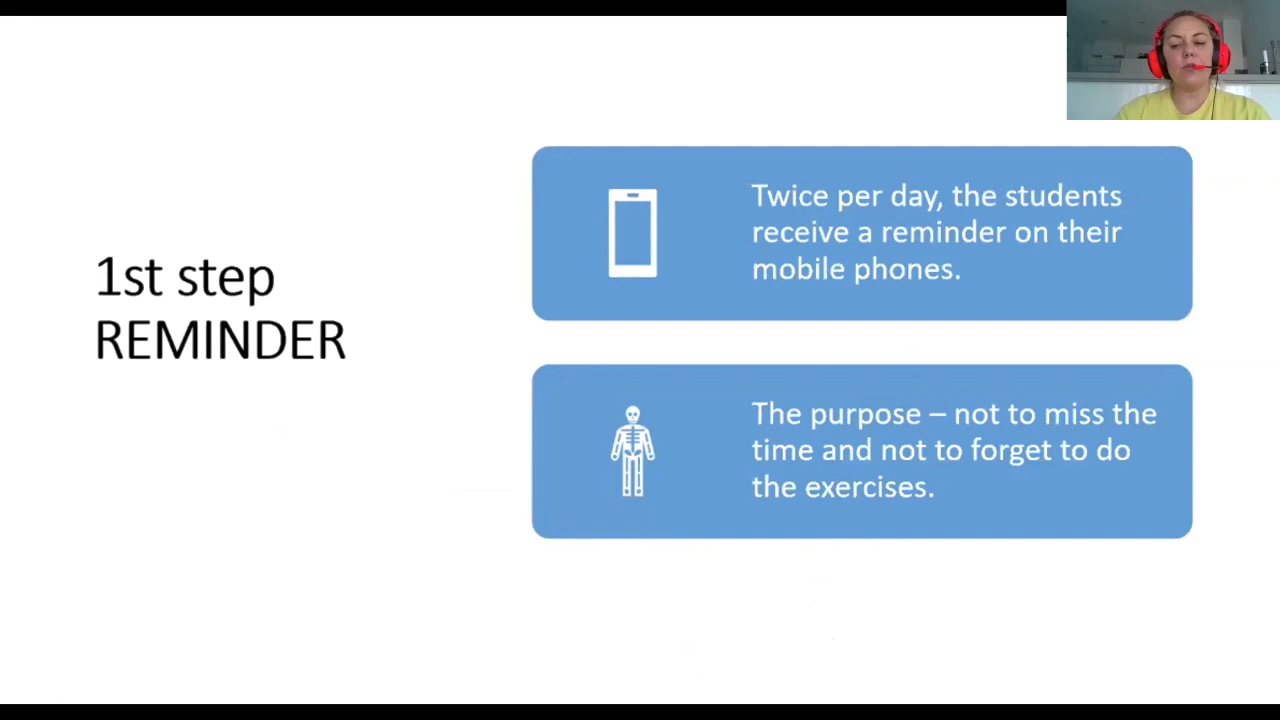 1st step
REMINDER
Twice per day, the students
receive a reminder on their
mobile phones.
The purpose – not to miss the
time and not to forget to do
the exercises.